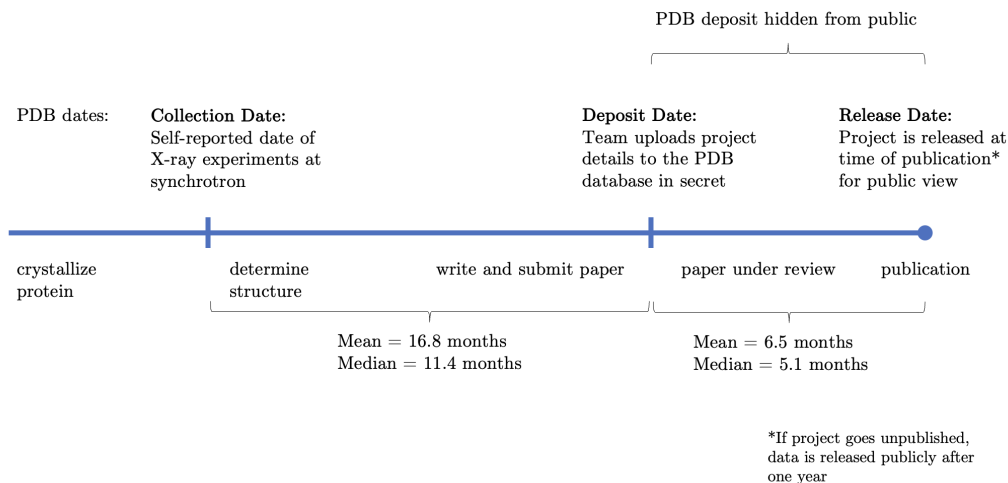 PDB deposit hidden from public
PDB dates:
Collection Date:
Self-reported date of
X-ray experiments at
synchrotron
Deposit Date:
Team uploads project
details to the PDB
database in secret
Release Date:
Project is released at
time of publication*
for public view
crystallize
protein
determine
structure
write and submit paper
paper under review
publication
Mean = 16.8 months
Median = 11.4 months
Mean = 6.5 months
Median = 5.1 months
*If project goes unpublished,
data is released publicly after
one year